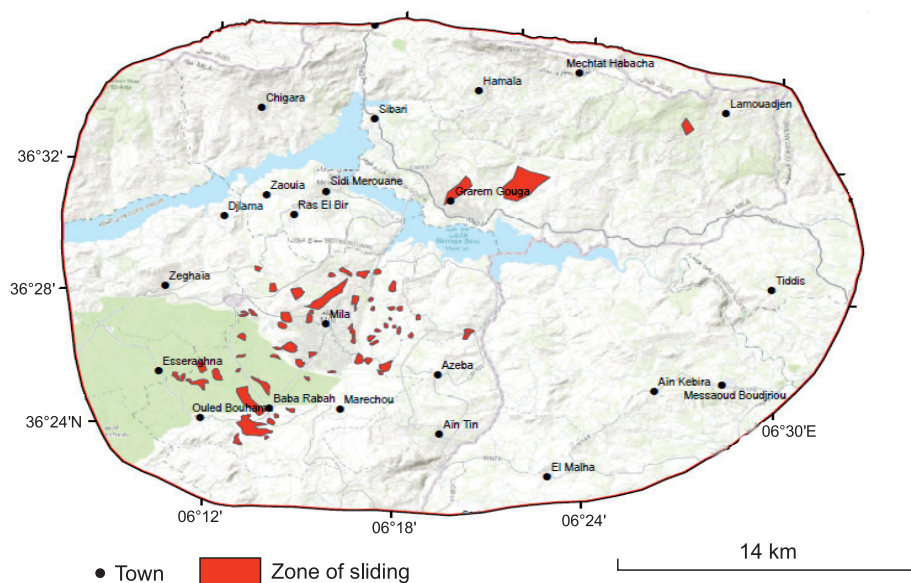 Mechtat Habacha
Hamala
Chigara
Lamouadjen
Sibari
36°32'
Zaouia
Sidi Merouane
Grarem Gouga
Djlama
Ras El Bir
Zeghaia
36°28'
Tiddis
Mila
Esseraghna
Azeba
Aïn Kebira
Messaoud Boudjriou
Ouled Bouhama
Baba Rabah
Marechou
36°24'N
Aïn Tin
06°30'E
El Malha
06°12'
06°18'
06°24'
14 km
Town
Zone of sliding